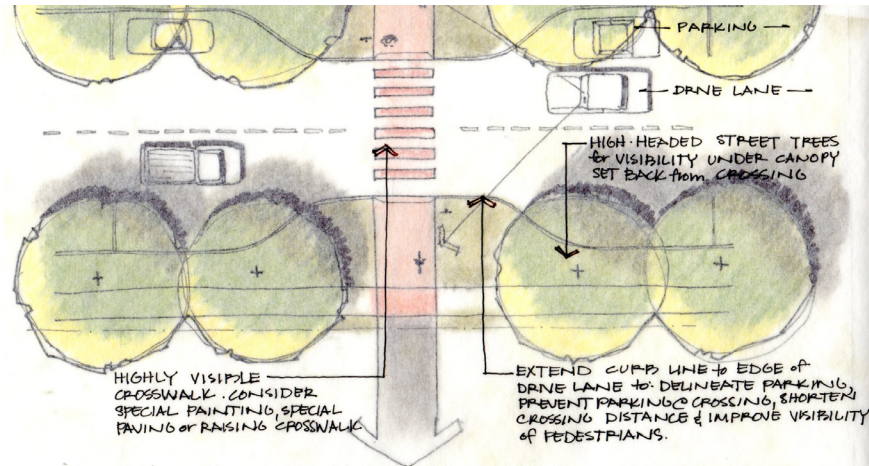 PARKING
DRIVE LANE
HIGH-HEADED STREET TREES
for VISIBILITY UNDER CANOPY
SET BACK from CROSSING
HIGHLY VISIBLE
CROSSWALK. CONSIDER
SPECIAL PAINTING, SPECIAL
PAVING or RAISING CROSSWALK
EXTEND CURB LINE to EDGE of
DRIVE LANE to: DELINEATE PARKING,
PREVENT PARKING @ CROSSING, SHORTEN
CROSSING DISTANCE & IMPROVE VISIBILITY
of PEDESTRIANS.